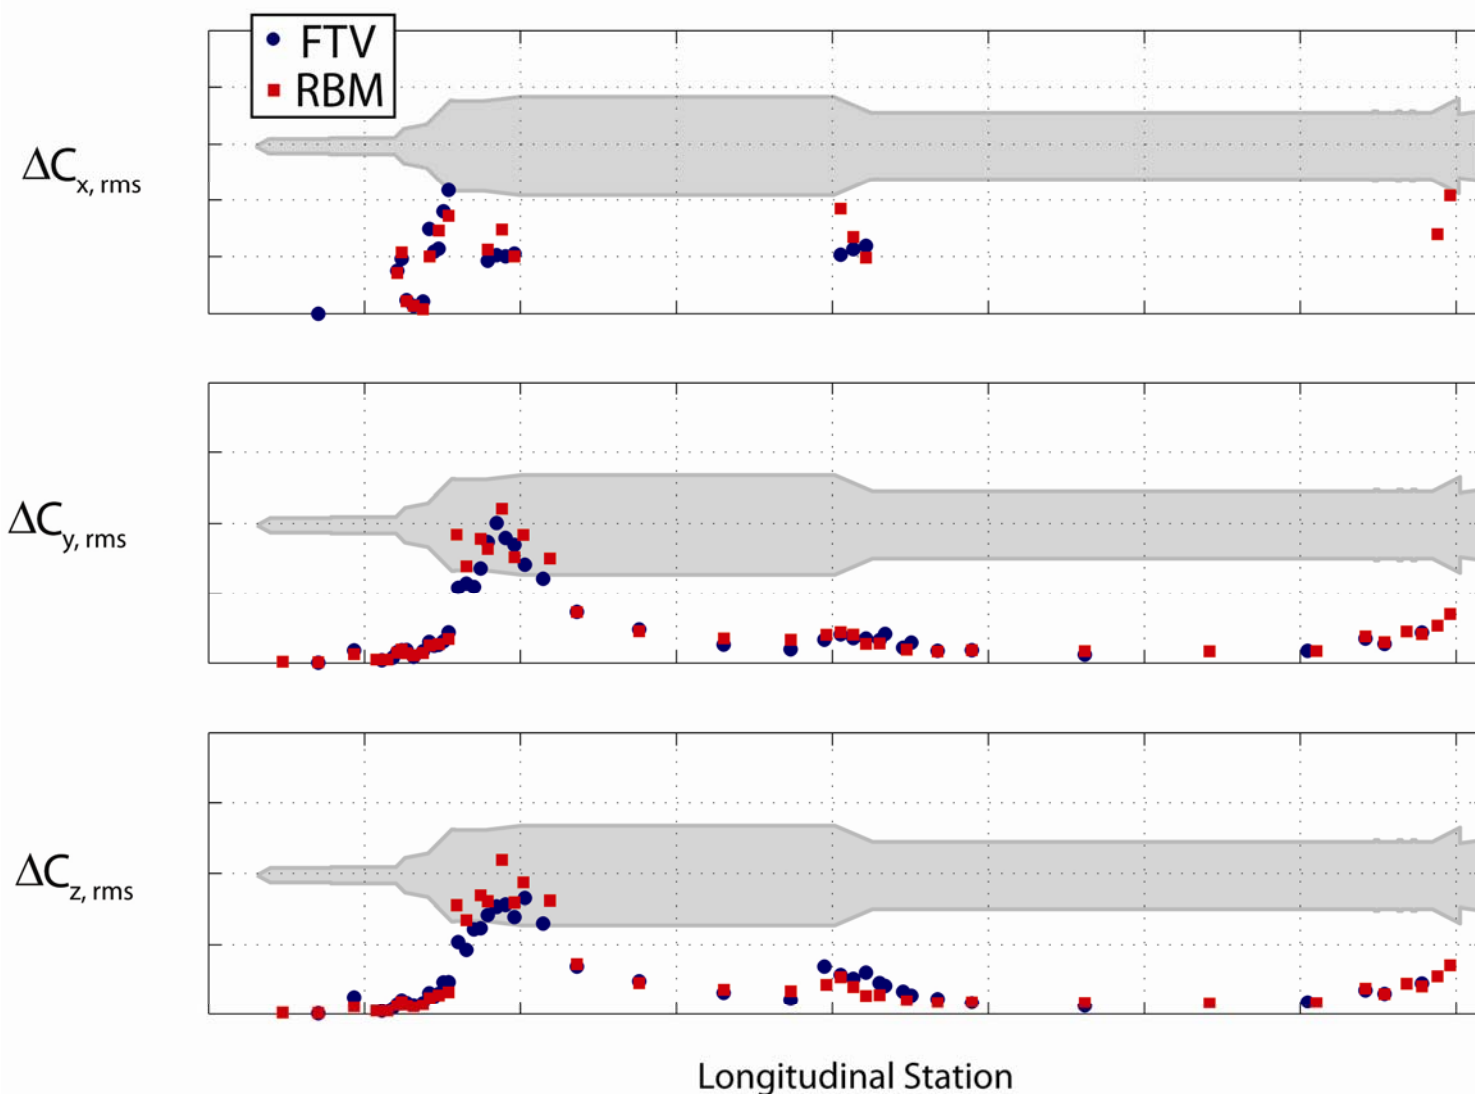 FTV
RBM
ΔCx, rms
ΔCy, rms
ΔCz, rms
Longitudinal Station